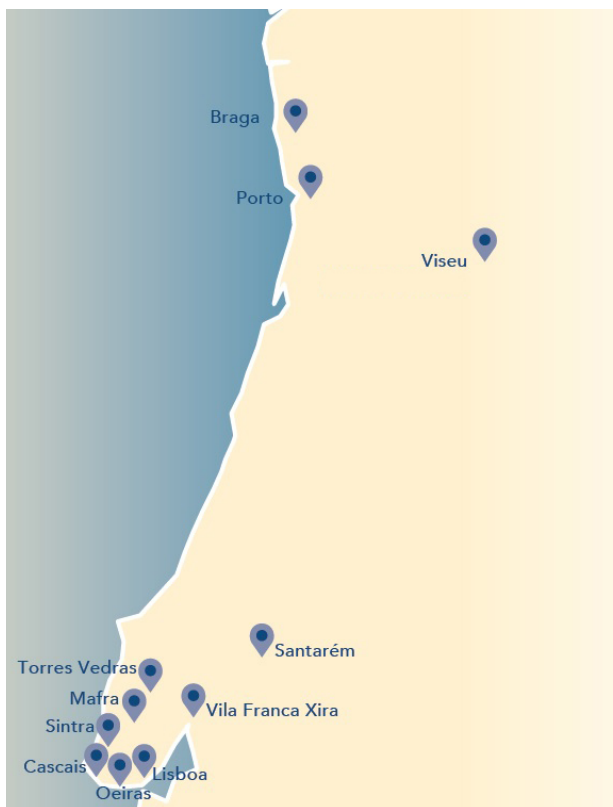 Braga
Porto
Viseu
Santarém
Torres Vedras
Mafra
Vila Franca Xira
Sintra
Cascais
Lisboa
Oeiras